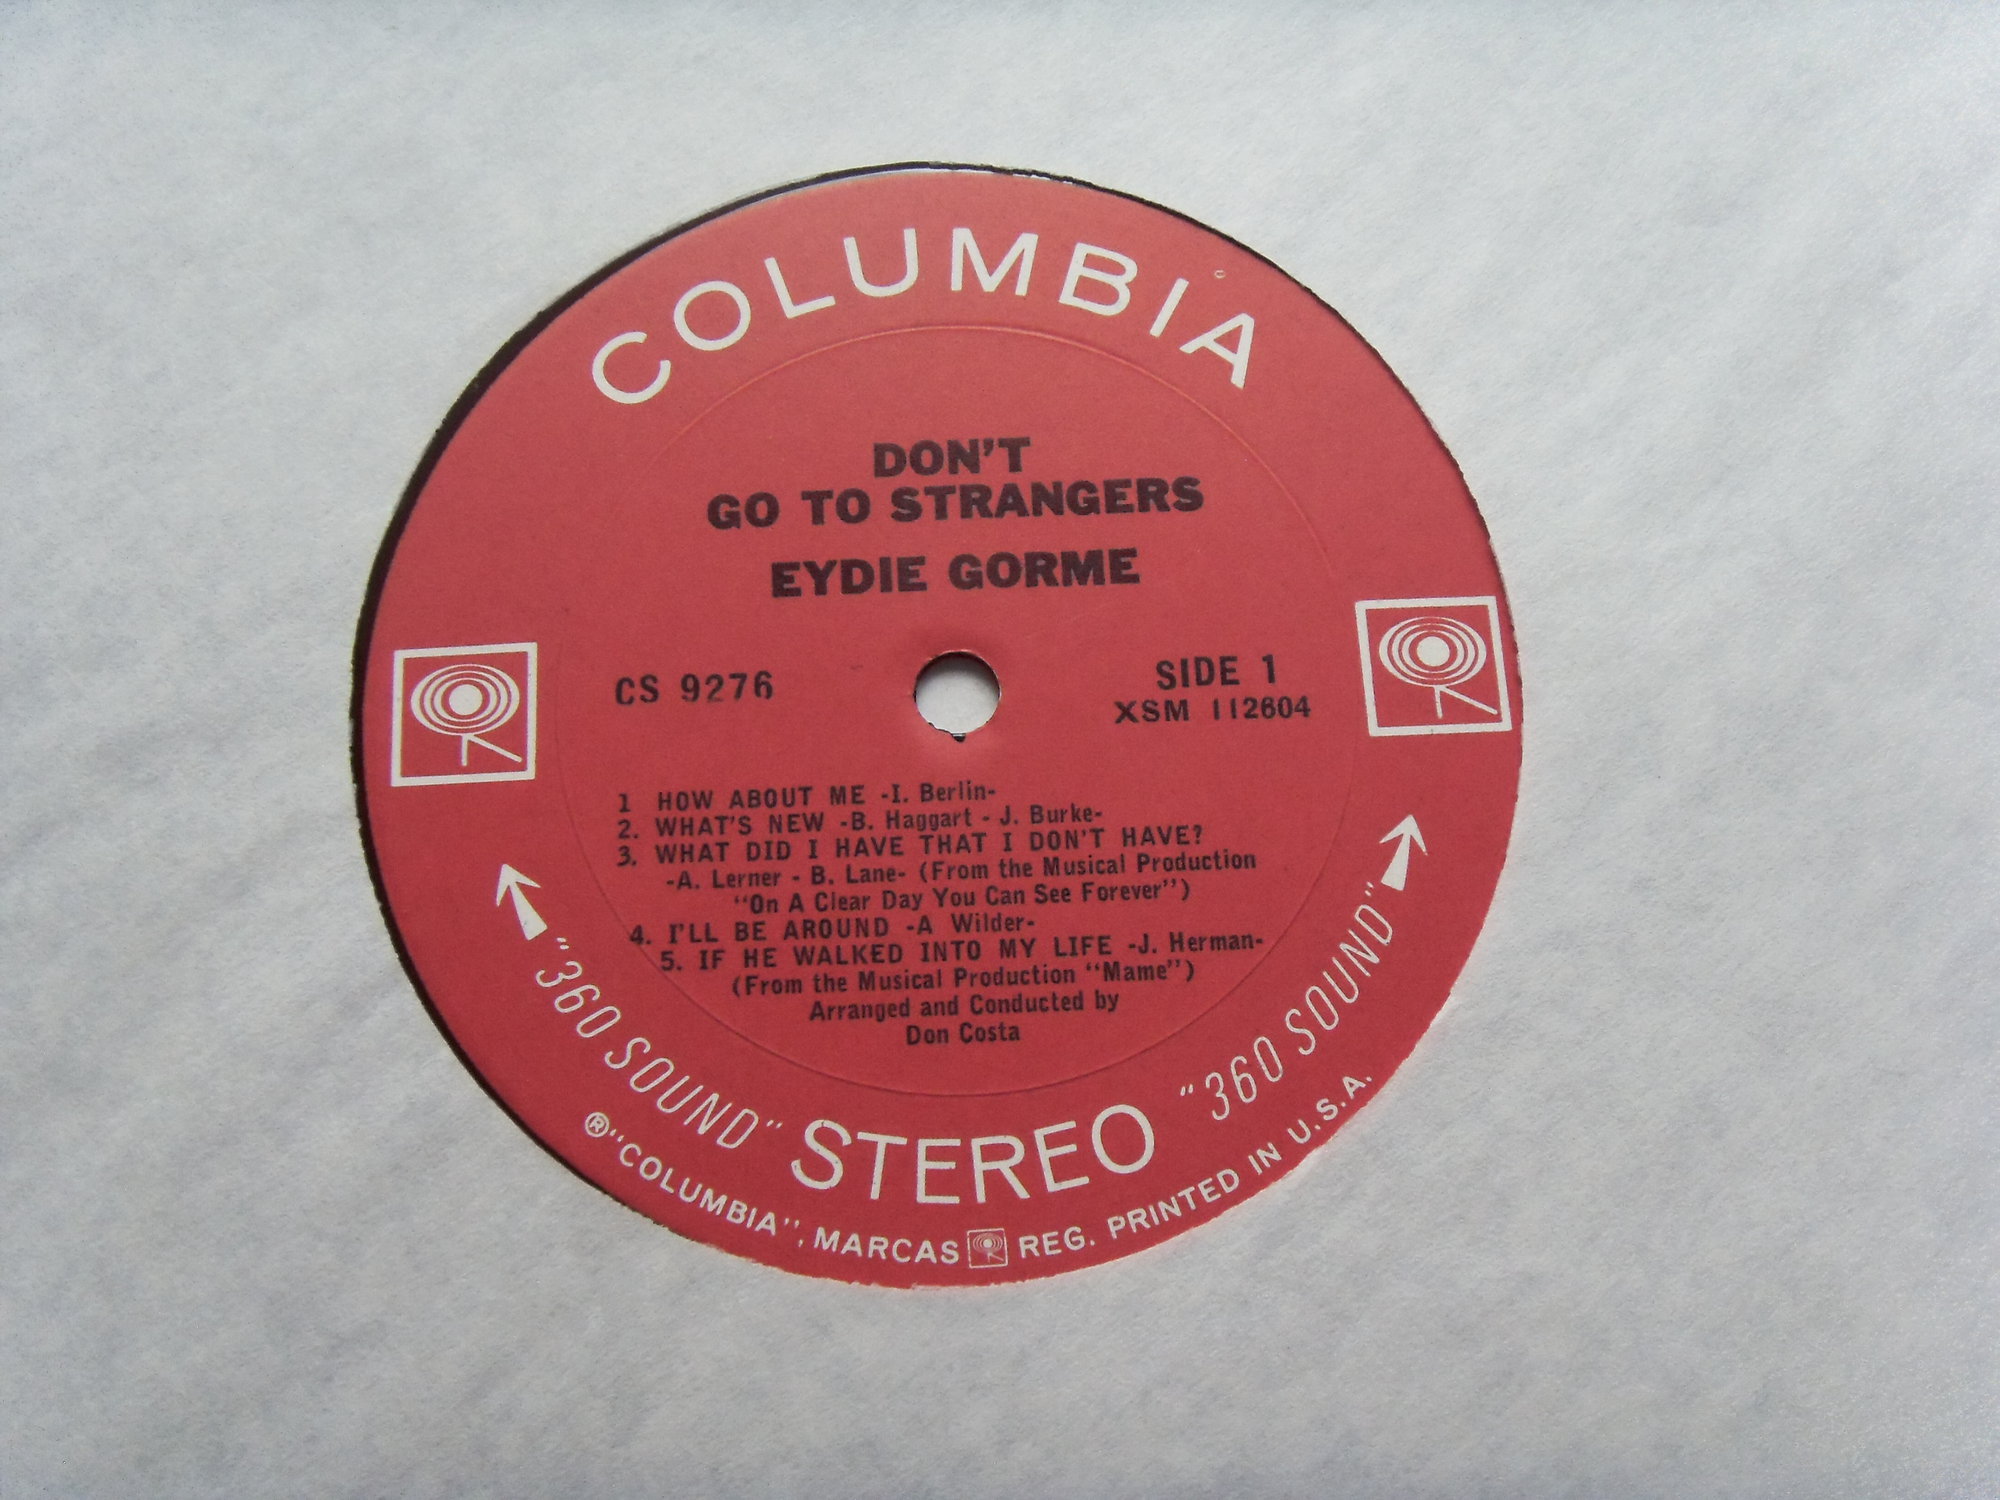 COLUMBIA
DON'T
GO TO STRANGERS
EYDIE GORME
CS 9276
SIDE 1
XSM 112604
1 HOW ABOUT ME -I. Berlin-
2. WHAT'S NEW -B. Haggart - J. Burke-
3. WHAT DID I HAVE THAT I DON'T HAVE?
-A. Lerner - B. Lane- (From the Musical Production
"On A Clear Day You Can See Forever")
4. I'LL BE AROUND -A Wilder-
5. IF HE WALKED INTO MY LIFE -J. Herman-
(From the Musical Production "Mame")
Arranged and Conducted by
Don Costa
"360 SOUND" STEREO "360 SOUND"
®"COLUMBIA", MARCAS REG. PRINTED IN U.S.A.